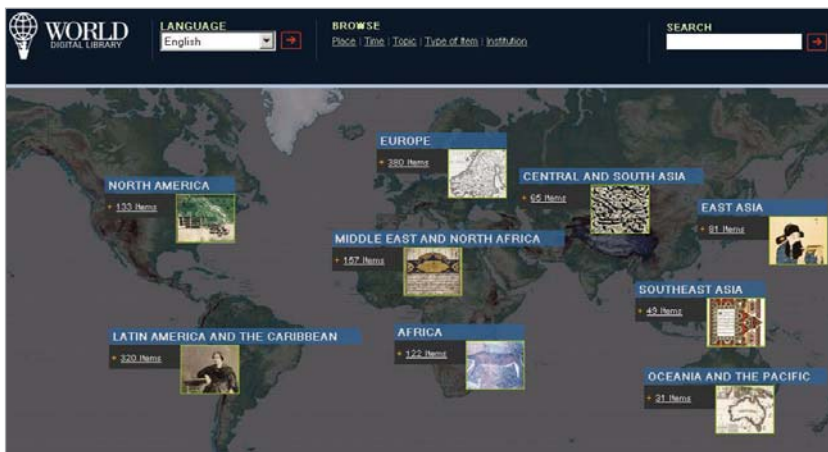 WORLD
DIGITAL LIBRARY
LANGUAGE
English
BROWSE
Place | Time | Topic | Type of Item | Institution
SEARCH
EUROPE
+ 380 Items
CENTRAL AND SOUTH ASIA
+ 65 Items
NORTH AMERICA
+ 133 Items
EAST ASIA
+ 81 Items
MIDDLE EAST AND NORTH AFRICA
+ 157 Items
SOUTHEAST ASIA
+ 49 Items
LATIN AMERICA AND THE CARIBBEAN
+ 320 Items
AFRICA
+ 122 Items
OCEANIA AND THE PACIFIC
+ 31 Items